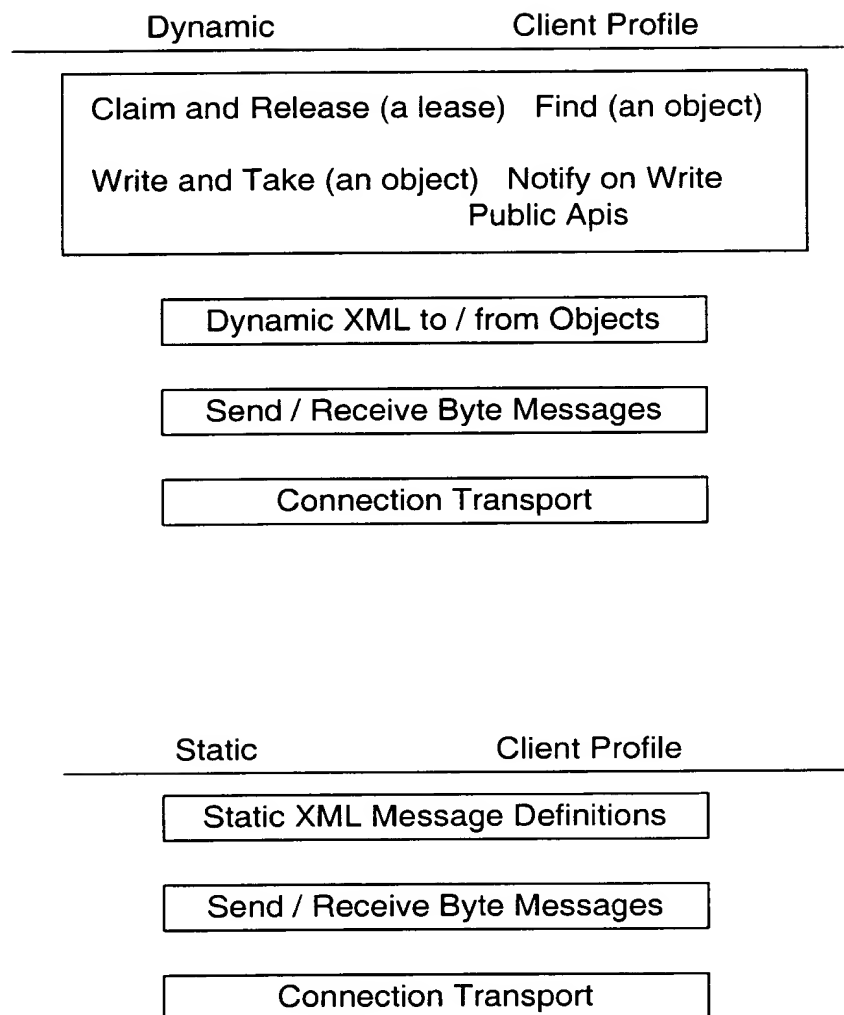 Dynamic Client Profile
Claim and Release (a lease) Find (an object)
Write and Take (an object) Notify on Write
Public Apis
Dynamic XML to / from Objects
Send / Receive Byte Messages
Connection Transport
Static Client Profile
Static XML Message Definitions
Send / Receive Byte Messages
Connection Transport